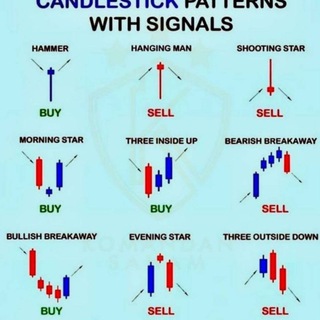 CANDLESTICK PATTERNS
WITH SIGNALS
HAMMER
BUY
HANGING MAN
SELL
SHOOTING STAR
SELL
MORNING STAR
BUY
THREE INSIDE UP
BUY
BEARISH BREAKAWAY
SELL
BULLISH BREAKAWAY
BUY
EVENING STAR
SELL
THREE OUTSIDE DOWN
SELL